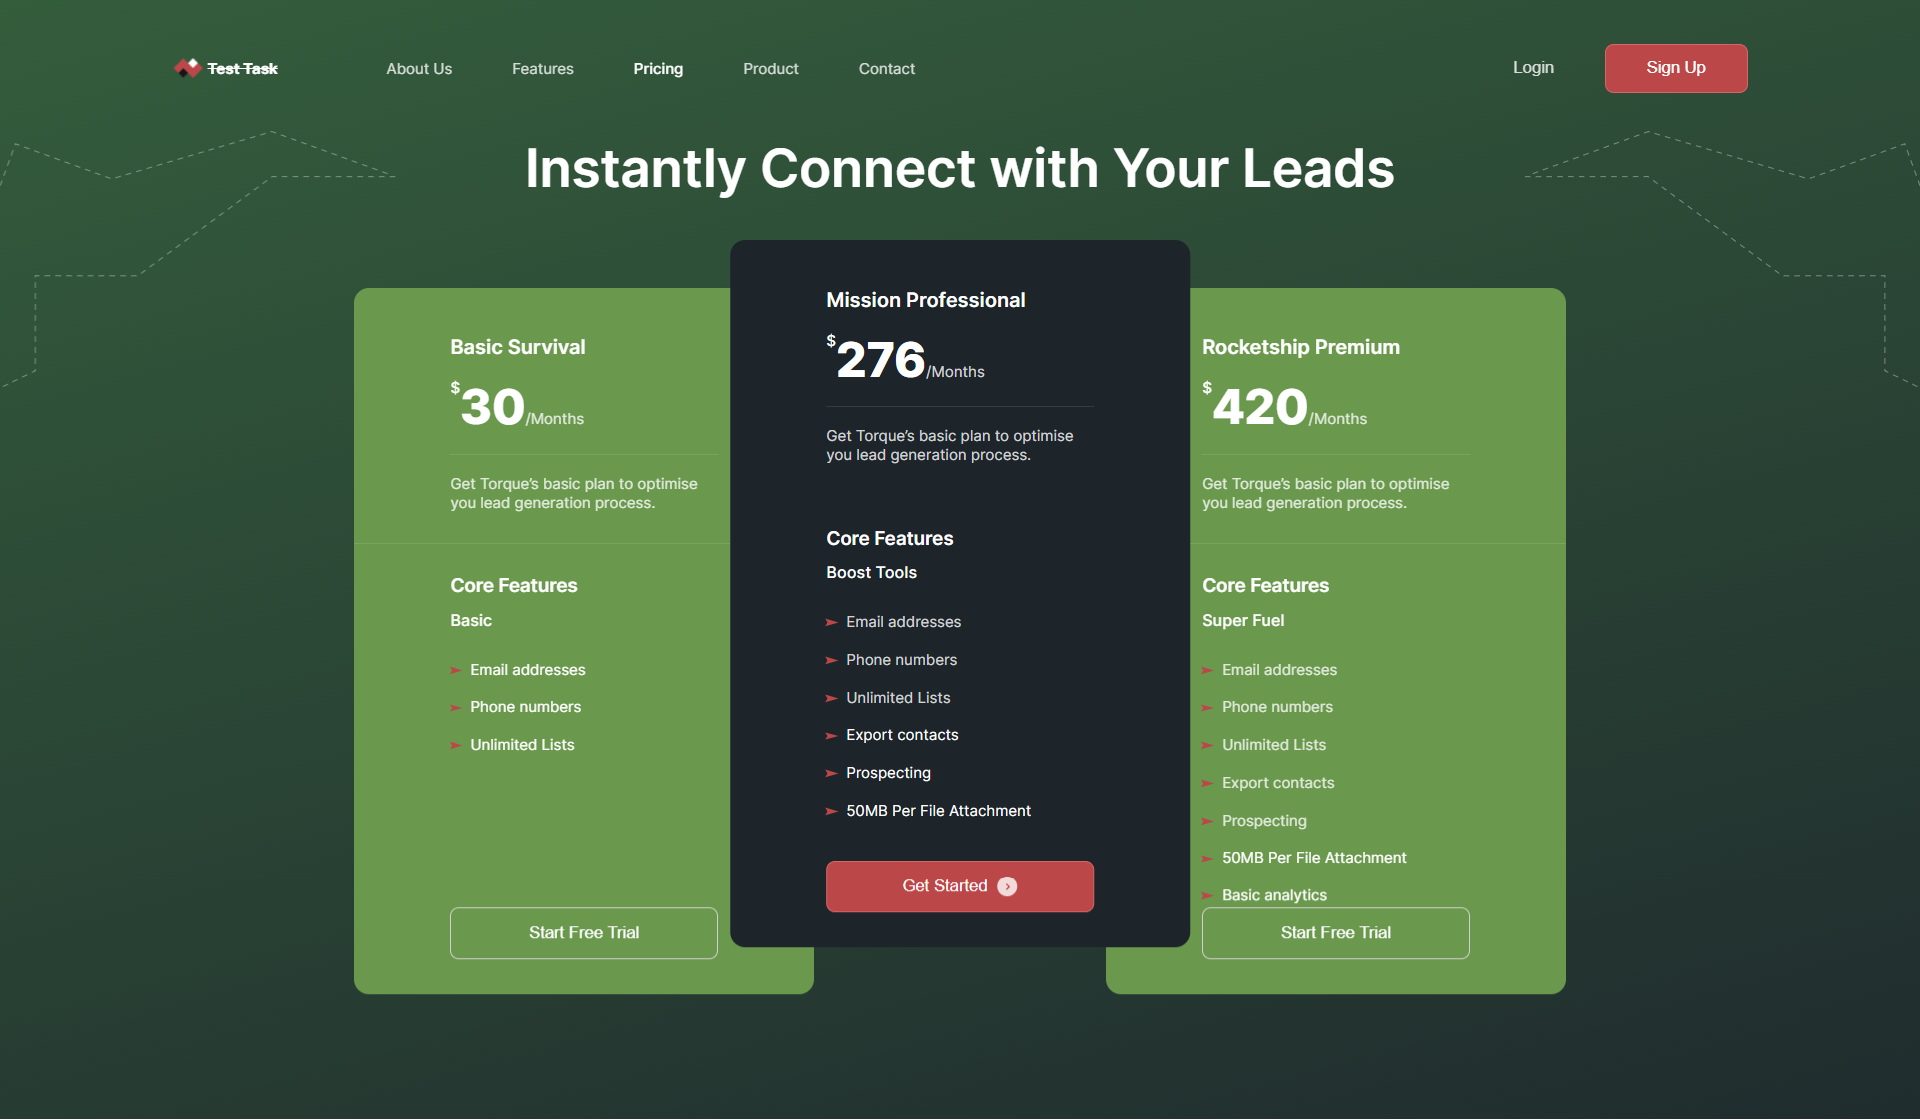 Test Task
About Us
Features
Pricing
Product
Contact
Login
Sign Up
Instantly Connect with Your Leads
Basic Survival
$30/Months
Get Torque's basic plan to optimise
you lead generation process.
Core Features
Basic
Email addresses
Phone numbers
Unlimited Lists
Start Free Trial
Mission Professional
$276/Months
Get Torque's basic plan to optimise
you lead generation process.
Core Features
Boost Tools
Email addresses
Phone numbers
Unlimited Lists
Export contacts
Prospecting
50MB Per File Attachment
Get Started
Rocketship Premium
$420/Months
Get Torque's basic plan to optimise
you lead generation process.
Core Features
Super Fuel
Email addresses
Phone numbers
Unlimited Lists
Export contacts
Prospecting
50MB Per File Attachment
Basic analytics
Start Free Trial